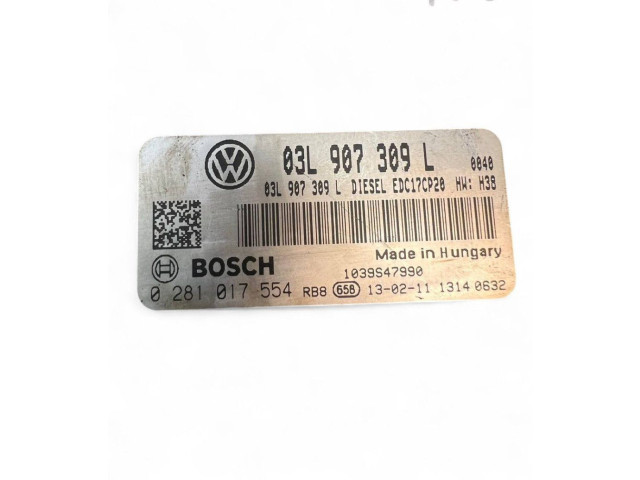 03L 907 309 L 0040
03L 907 309 L DIESEL EDC17CP20 HW: H38
Made in Hungary
BOSCH 1039S47990
0 281 017 554 RB8 658 13-02-11 1314 0632